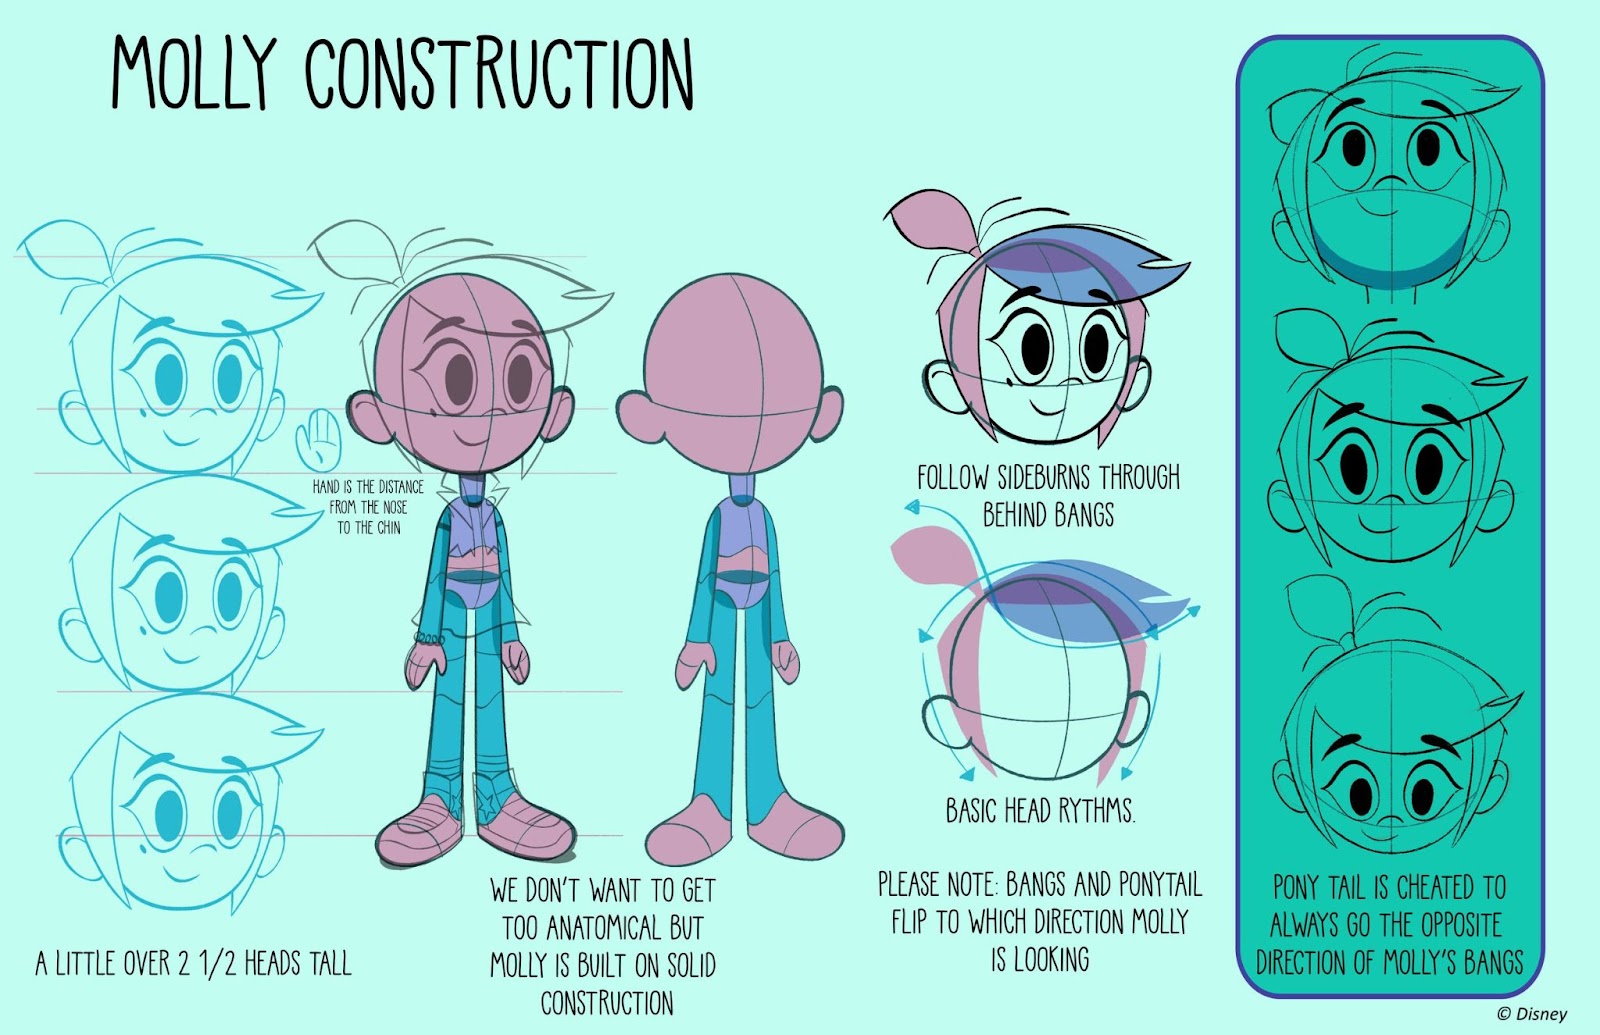 MOLLY CONSTRUCTION
HAND IS THE DISTANCE
FROM THE NOSE
TO THE CHIN
A LITTLE OVER 2 1/2 HEADS TALL
WE DON'T WANT TO GET
TOO ANATOMICAL BUT
MOLLY IS BUILT ON SOLID
CONSTRUCTION
FOLLOW SIDEBURNS THROUGH
BEHIND BANGS
BASIC HEAD RYTHMS.
PLEASE NOTE: BANGS AND PONYTAIL
FLIP TO WHICH DIRECTION MOLLY
IS LOOKING
PONY TAIL IS CHEATED TO
ALWAYS GO THE OPPOSITE
DIRECTION OF MOLLY'S BANGS
© Disney